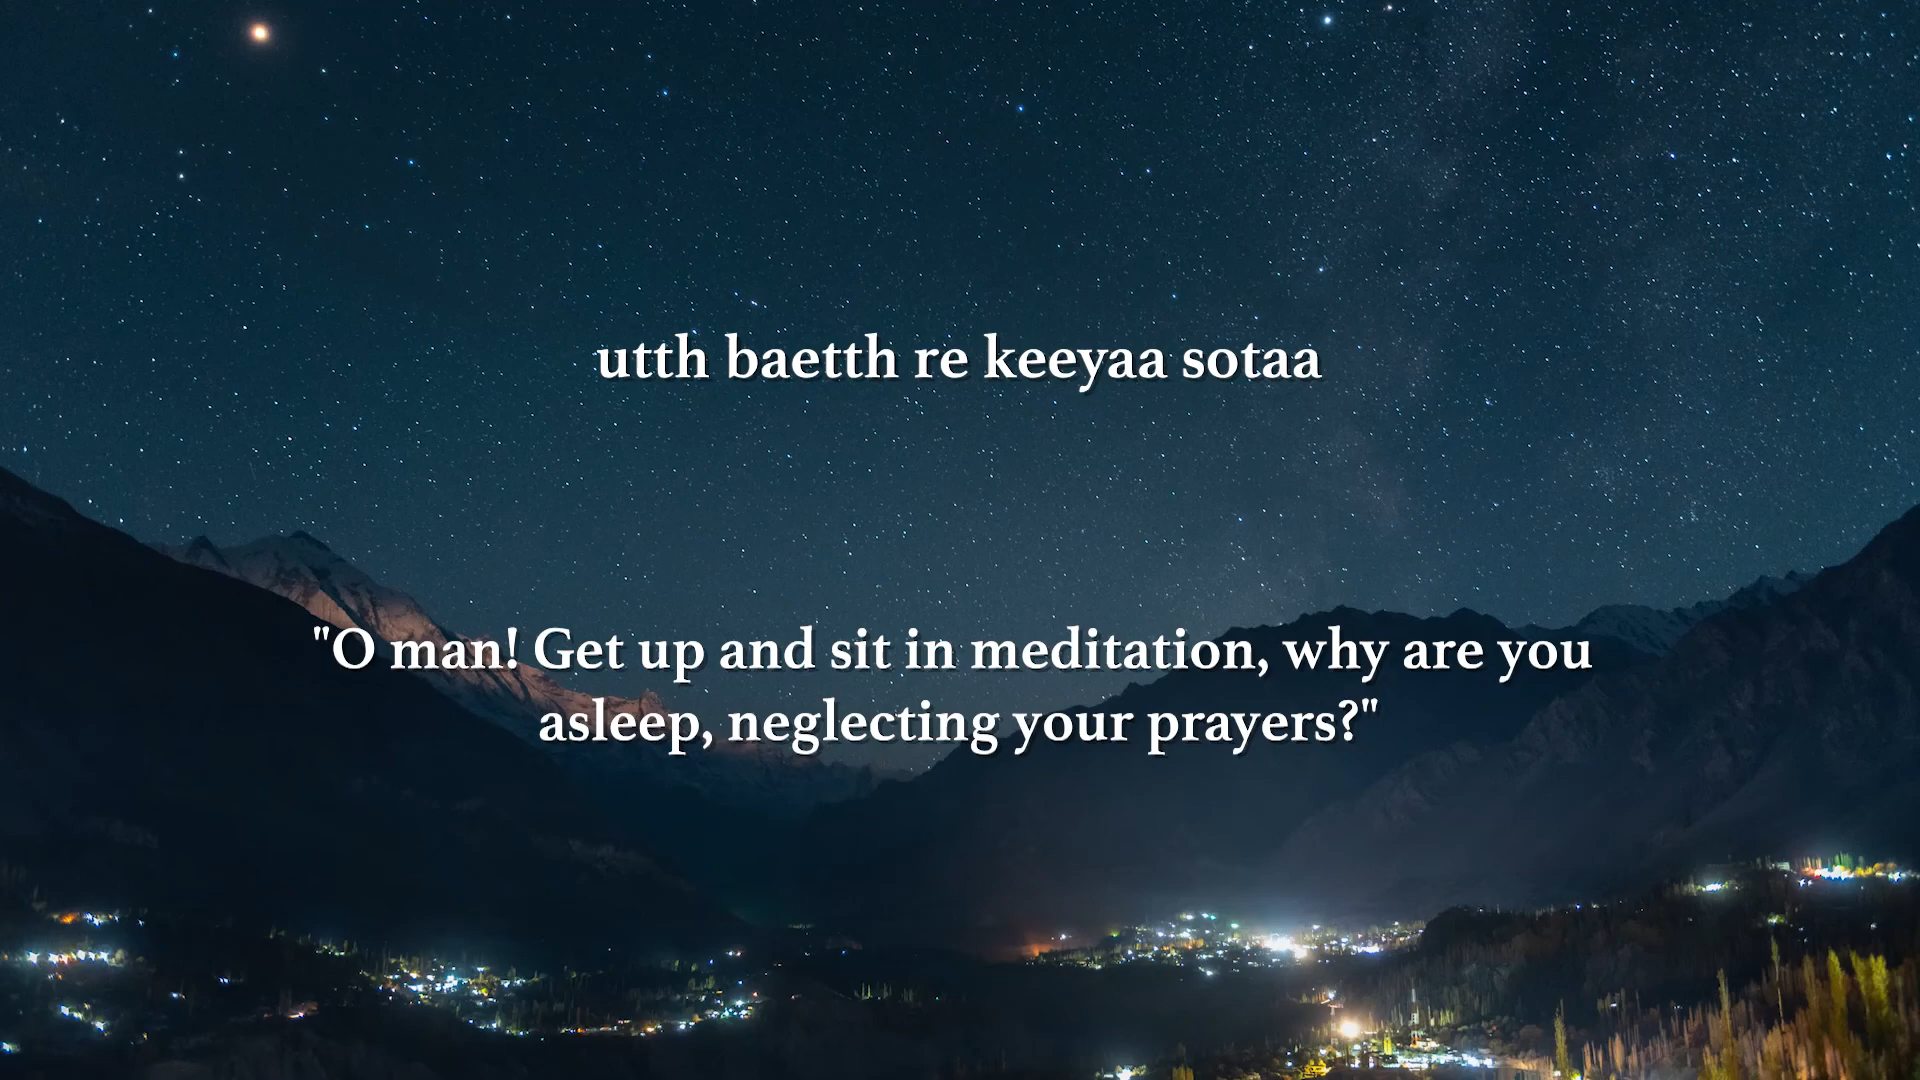 utth baetth re keeyaa sotaa
"O man! Get up and sit in meditation, why are you
asleep, neglecting your prayers?"